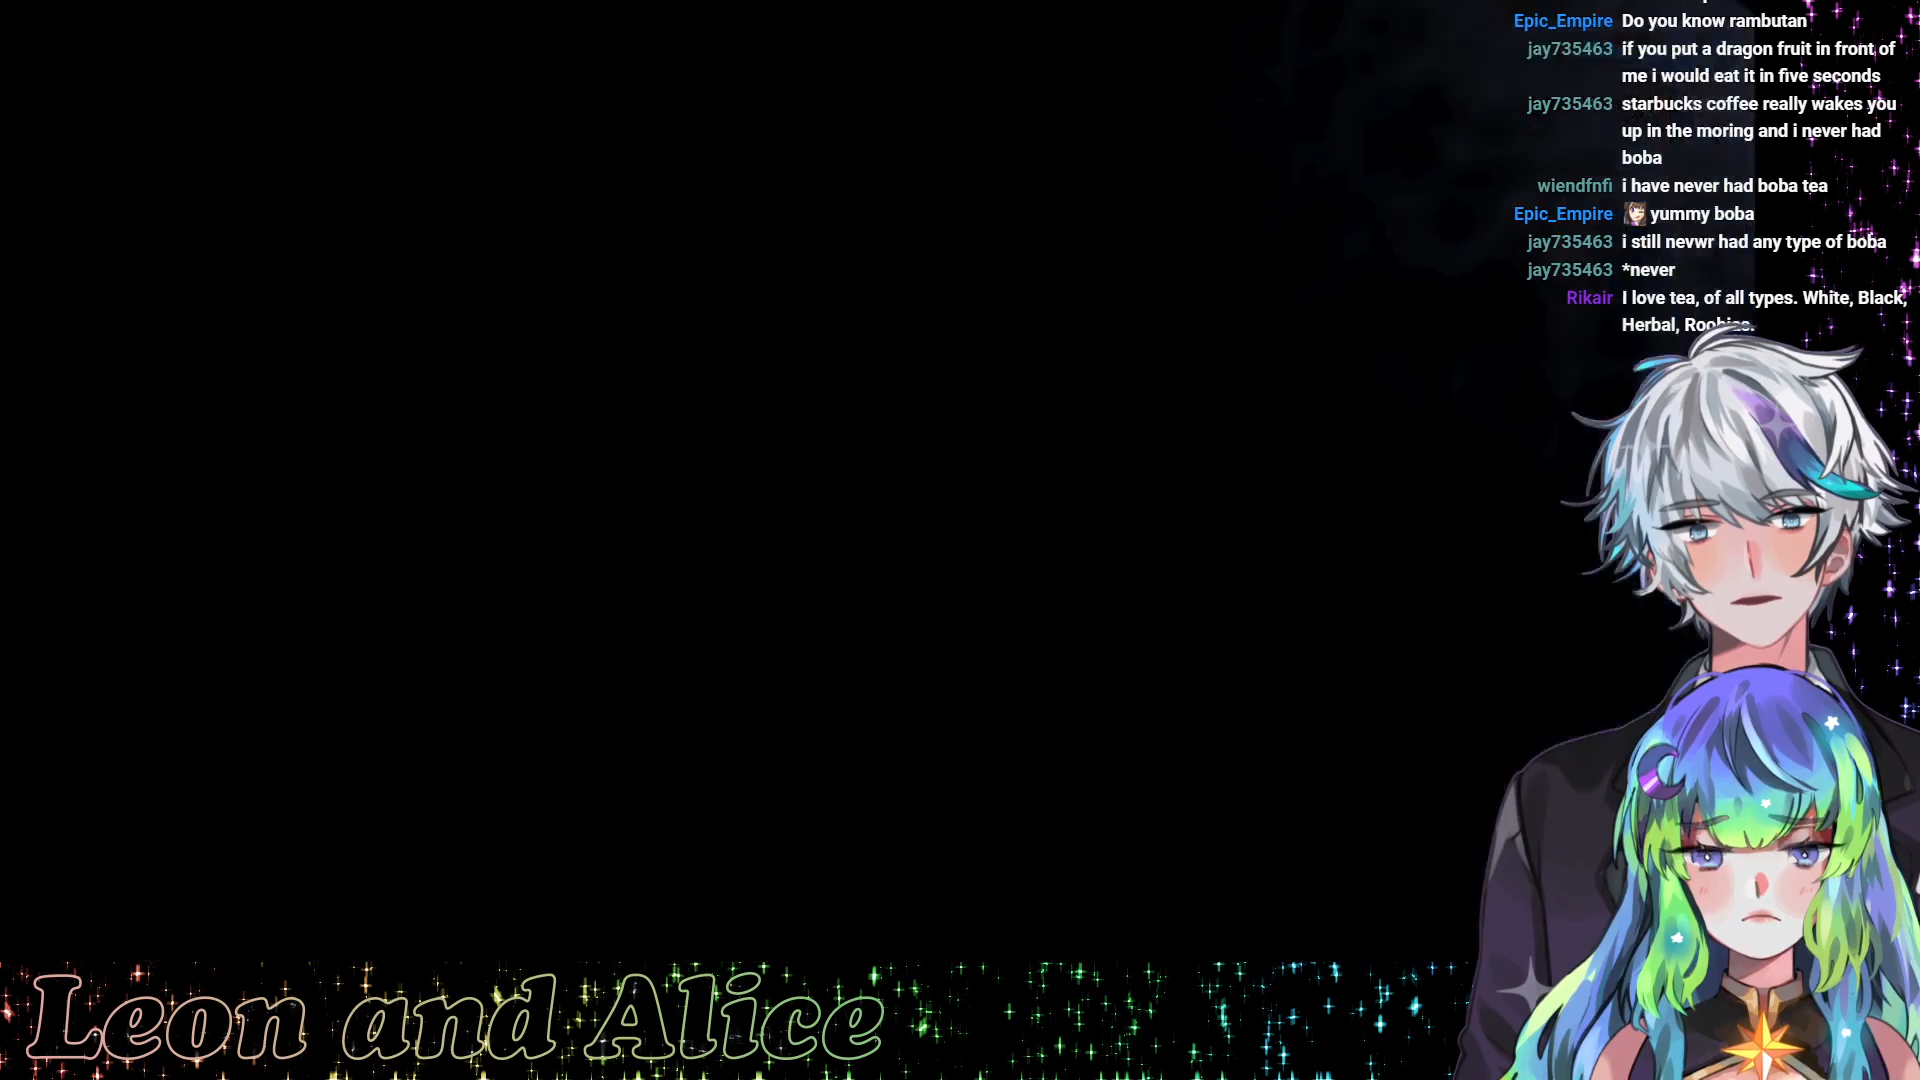 Epic_Empire Do you know rambutan
jay735463 if you put a dragon fruit in front of
me i would eat it in five seconds
jay735463 starbucks coffee really wakes you
up in the moring and i never had
boba
wiendfnfi i have never had boba tea
Epic_Empire yummy boba
jay735463 i still nevwr had any type of boba
jay735463 *never
Rikair I love tea, of all types. White, Black,
Herbal,
Leon and Alice